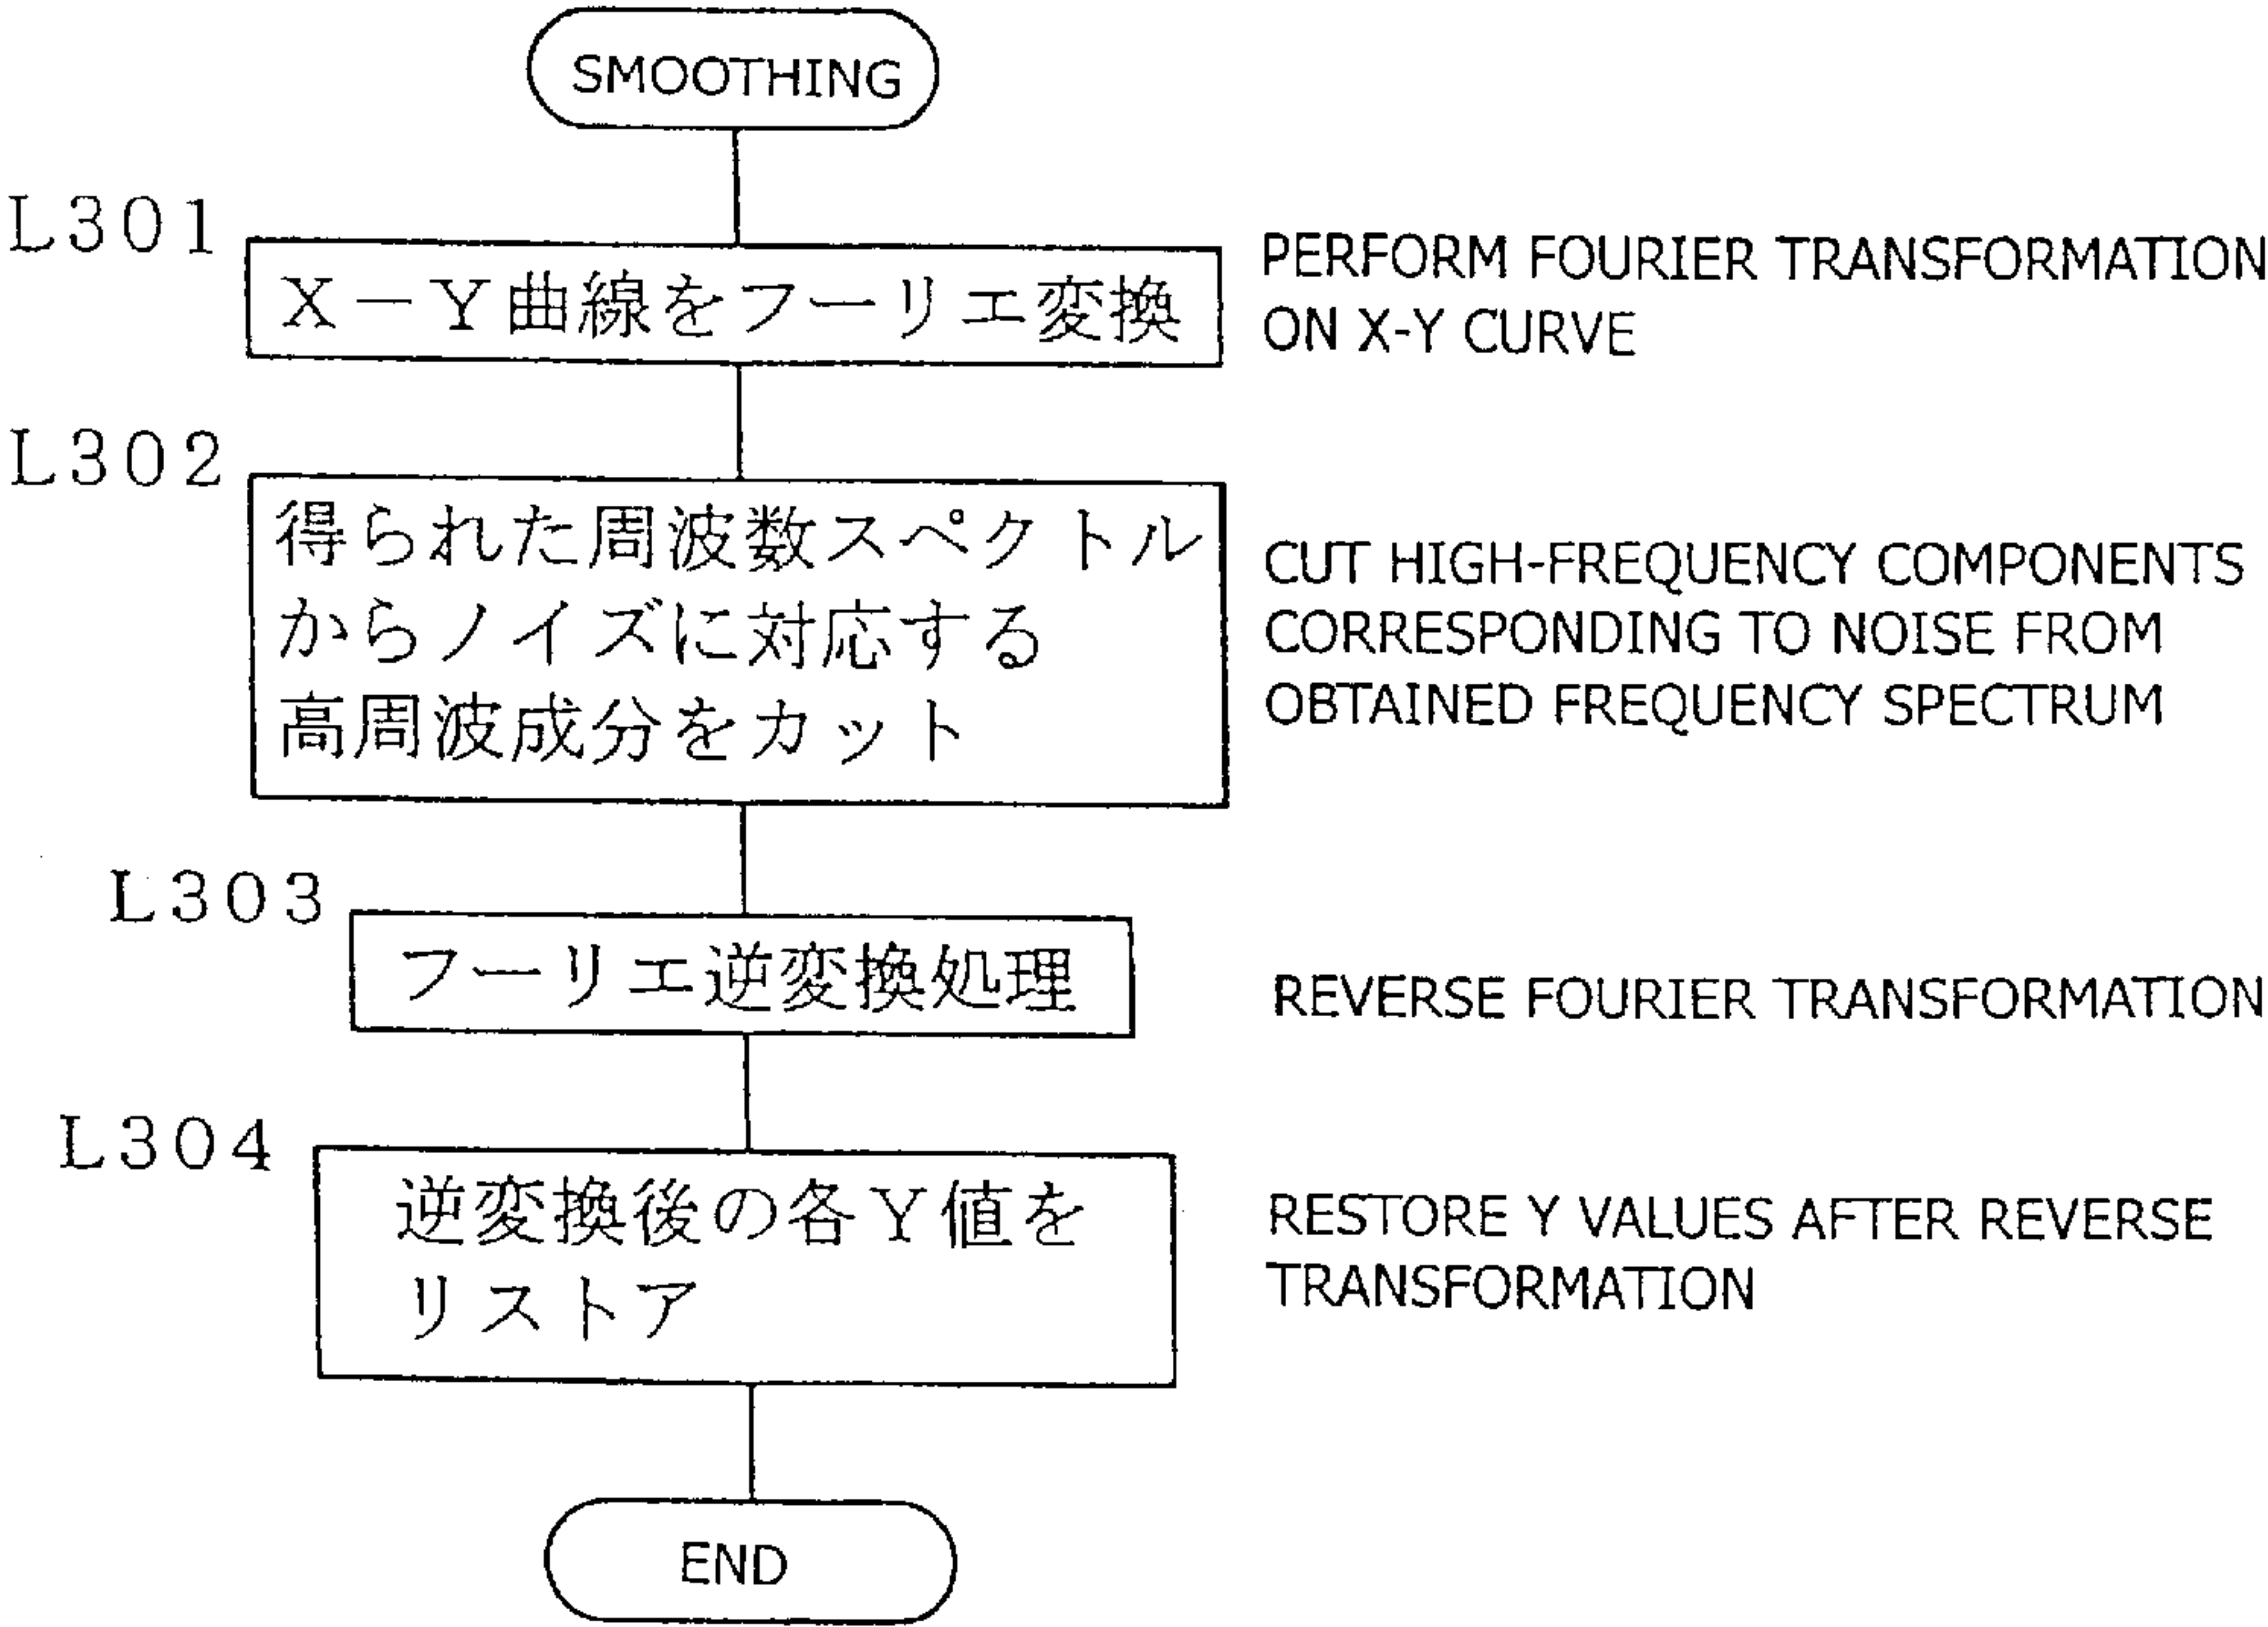 SMOOTHING
L301
X-Y曲線をフーリエ変換
PERFORM FOURIER TRANSFORMATION
ON X-Y CURVE
L302
得られた周波数スペクトル
からノイズに対応する
高周波成分をカット
CUT HIGH-FREQUENCY COMPONENTS
CORRESPONDING TO NOISE FROM
OBTAINED FREQUENCY SPECTRUM
L303
フーリエ逆変換処理
REVERSE FOURIER TRANSFORMATION
L304
逆変換後の各Y値を
リストア
RESTORE Y VALUES AFTER REVERSE
TRANSFORMATION
END